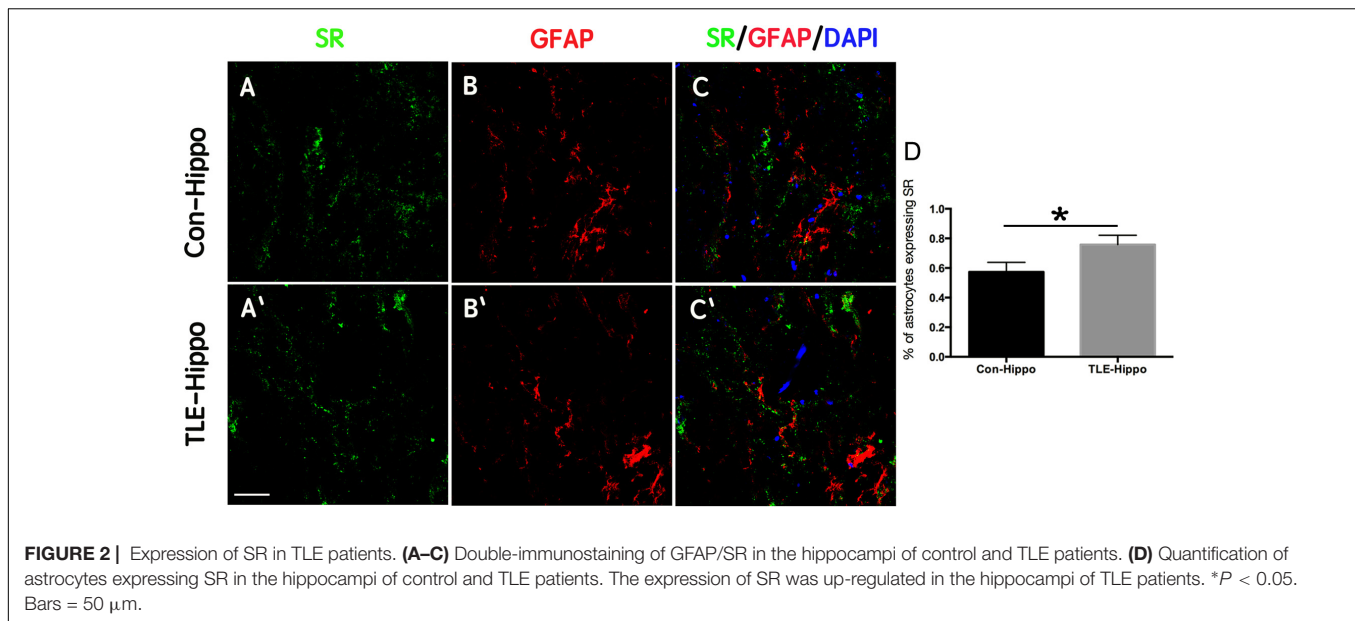 SR
GFAP
SR/GFAP/DAPI
Con-Hippo
A
B
C
TLE-Hippo
A'
B'
C'
D
% of astrocytes expressing SR
1.0
0.8
0.6
0.4
0.2
0.0
*
Con-Hippo
TLE-Hippo
FIGURE 2 | Expression of SR in TLE patients. (A–C) Double-immunostaining of GFAP/SR in the hippocampi of control and TLE patients. (D) Quantification of
astrocytes expressing SR in the hippocampi of control and TLE patients. The expression of SR was up-regulated in the hippocampi of TLE patients. *P < 0.05.
Bars = 50 μm.